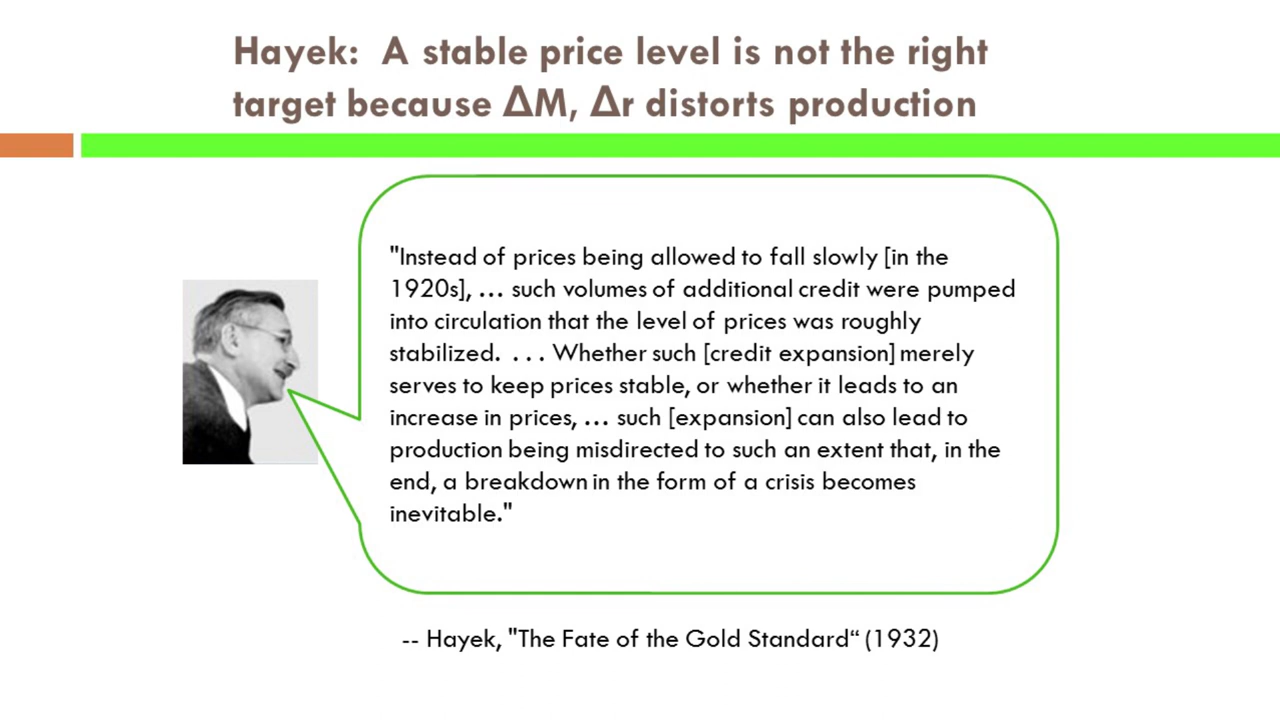 Hayek:  A stable price level is not the right
target because ΔM, Δr distorts production
"Instead of prices being allowed to fall slowly [in the
1920s], … such volumes of additional credit were pumped
into circulation that the level of prices was roughly
stabilized.  . . . Whether such [credit expansion] merely
serves to keep prices stable, or whether it leads to an
increase in prices, … such [expansion] can also lead to
production being misdirected to such an extent that, in the
end, a breakdown in the form of a crisis becomes
inevitable."
-- Hayek, "The Fate of the Gold Standard“ (1932)